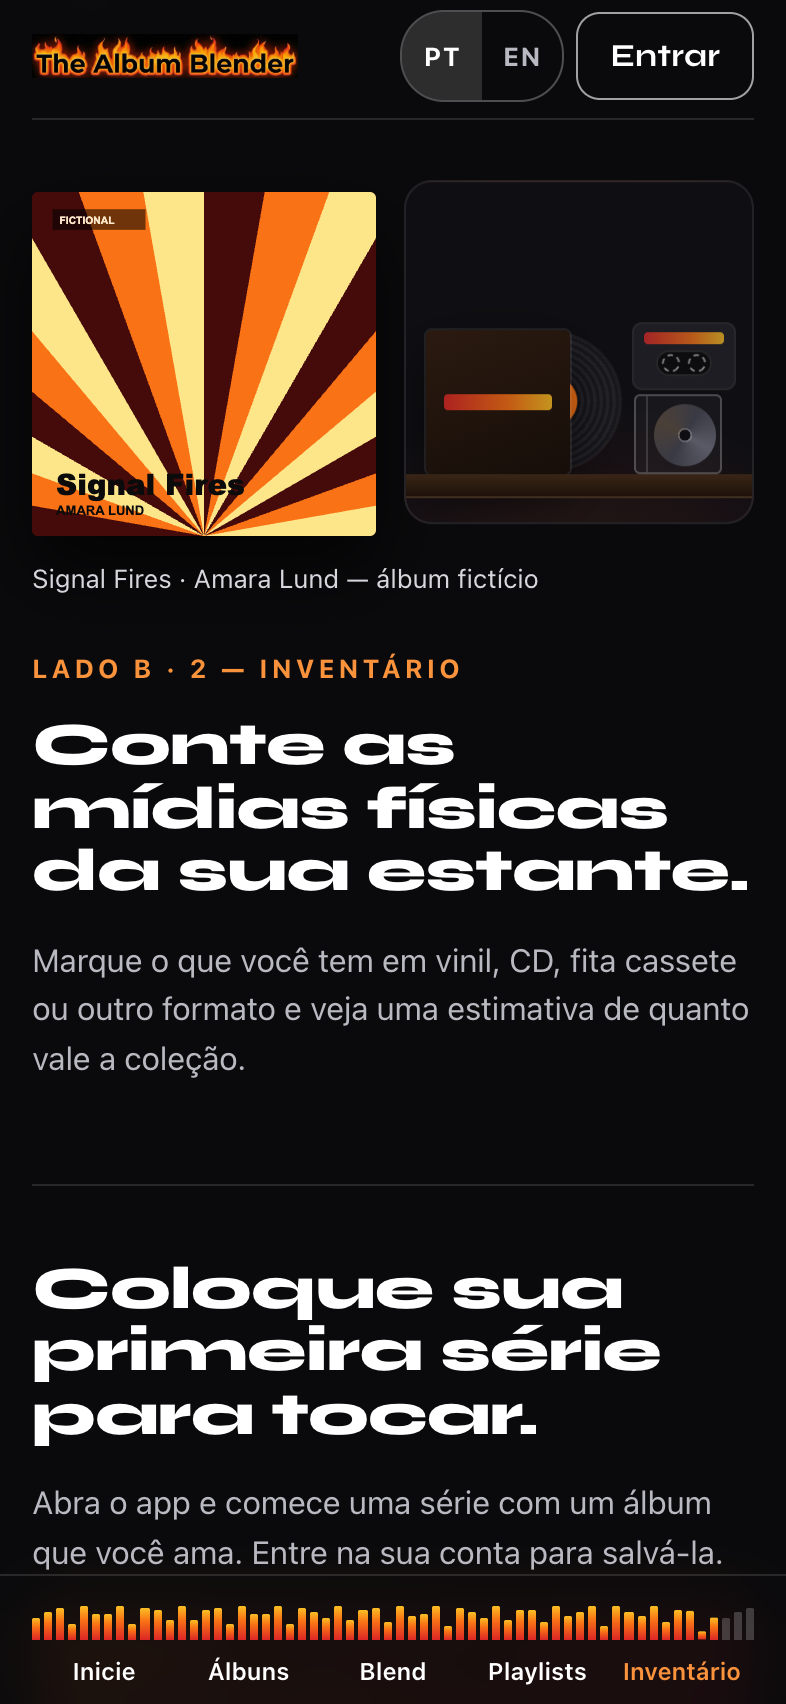 The Album Blender
PT
EN
Entrar
FICTIONAL
Signal Fires
AMARA LUND
Signal Fires · Amara Lund — álbum fictício
LADO B · 2 — INVENTÁRIO
Conte as
mídias físicas
da sua estante.
Marque o que você tem em vinil, CD, fita cassete
ou outro formato e veja uma estimativa de quanto
vale a coleção.
Coloque sua
primeira série
para tocar.
Abra o app e comece uma série com um álbum
que você ama. Entre na sua conta para salvá-la.
Inicie
Álbuns
Blend
Playlists
Inventário